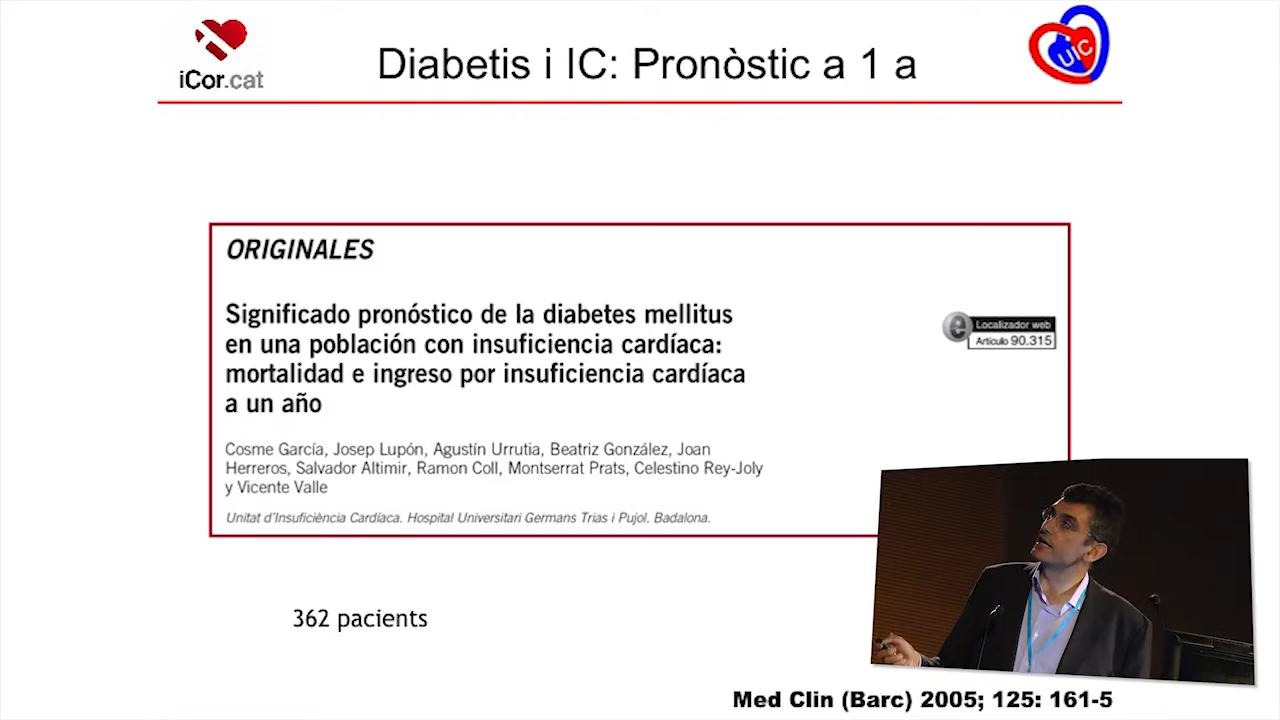 iCor.cat
Diabetis i IC: Pronòstic a 1 a
UIC
ORIGINALES
Significado pronóstico de la diabetes mellitus
en una población con insuficiencia cardíaca:
mortalidad e ingreso por insuficiencia cardíaca
a un año
e Localizador web
Artículo 90.315
Cosme García, Josep Lupón, Agustín Urrutia, Beatriz González, Joan
Herreros, Salvador Altimir, Ramon Coll, Montserrat Prats, Celestino Rey-Joly
y Vicente Valle
Unitat d'Insuficiència Cardíaca. Hospital Universitari Germans Trias i Pujol. Badalona.
362 pacients
Med Clin (Barc) 2005; 125: 161-5